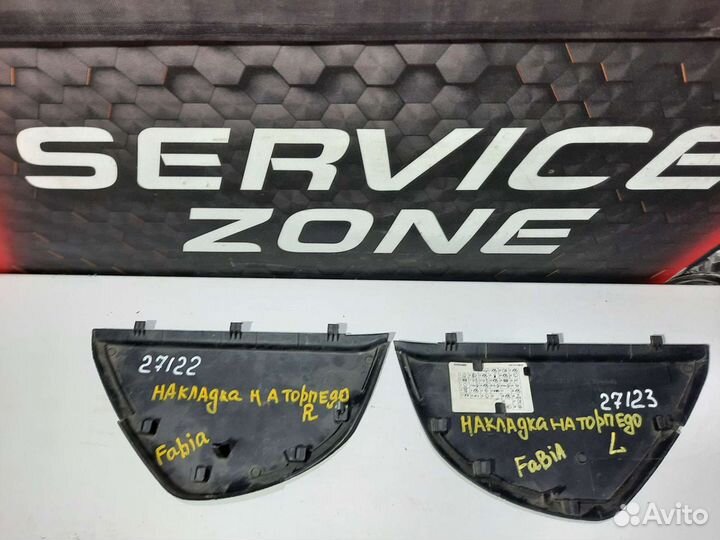 SERVICE
ZONE
27122
НАКЛАДКА НА ТОРПЕДО
R
Fabia
27123
НАКЛАДКА НА ТОРПЕДО
L
FaBiA
Avito